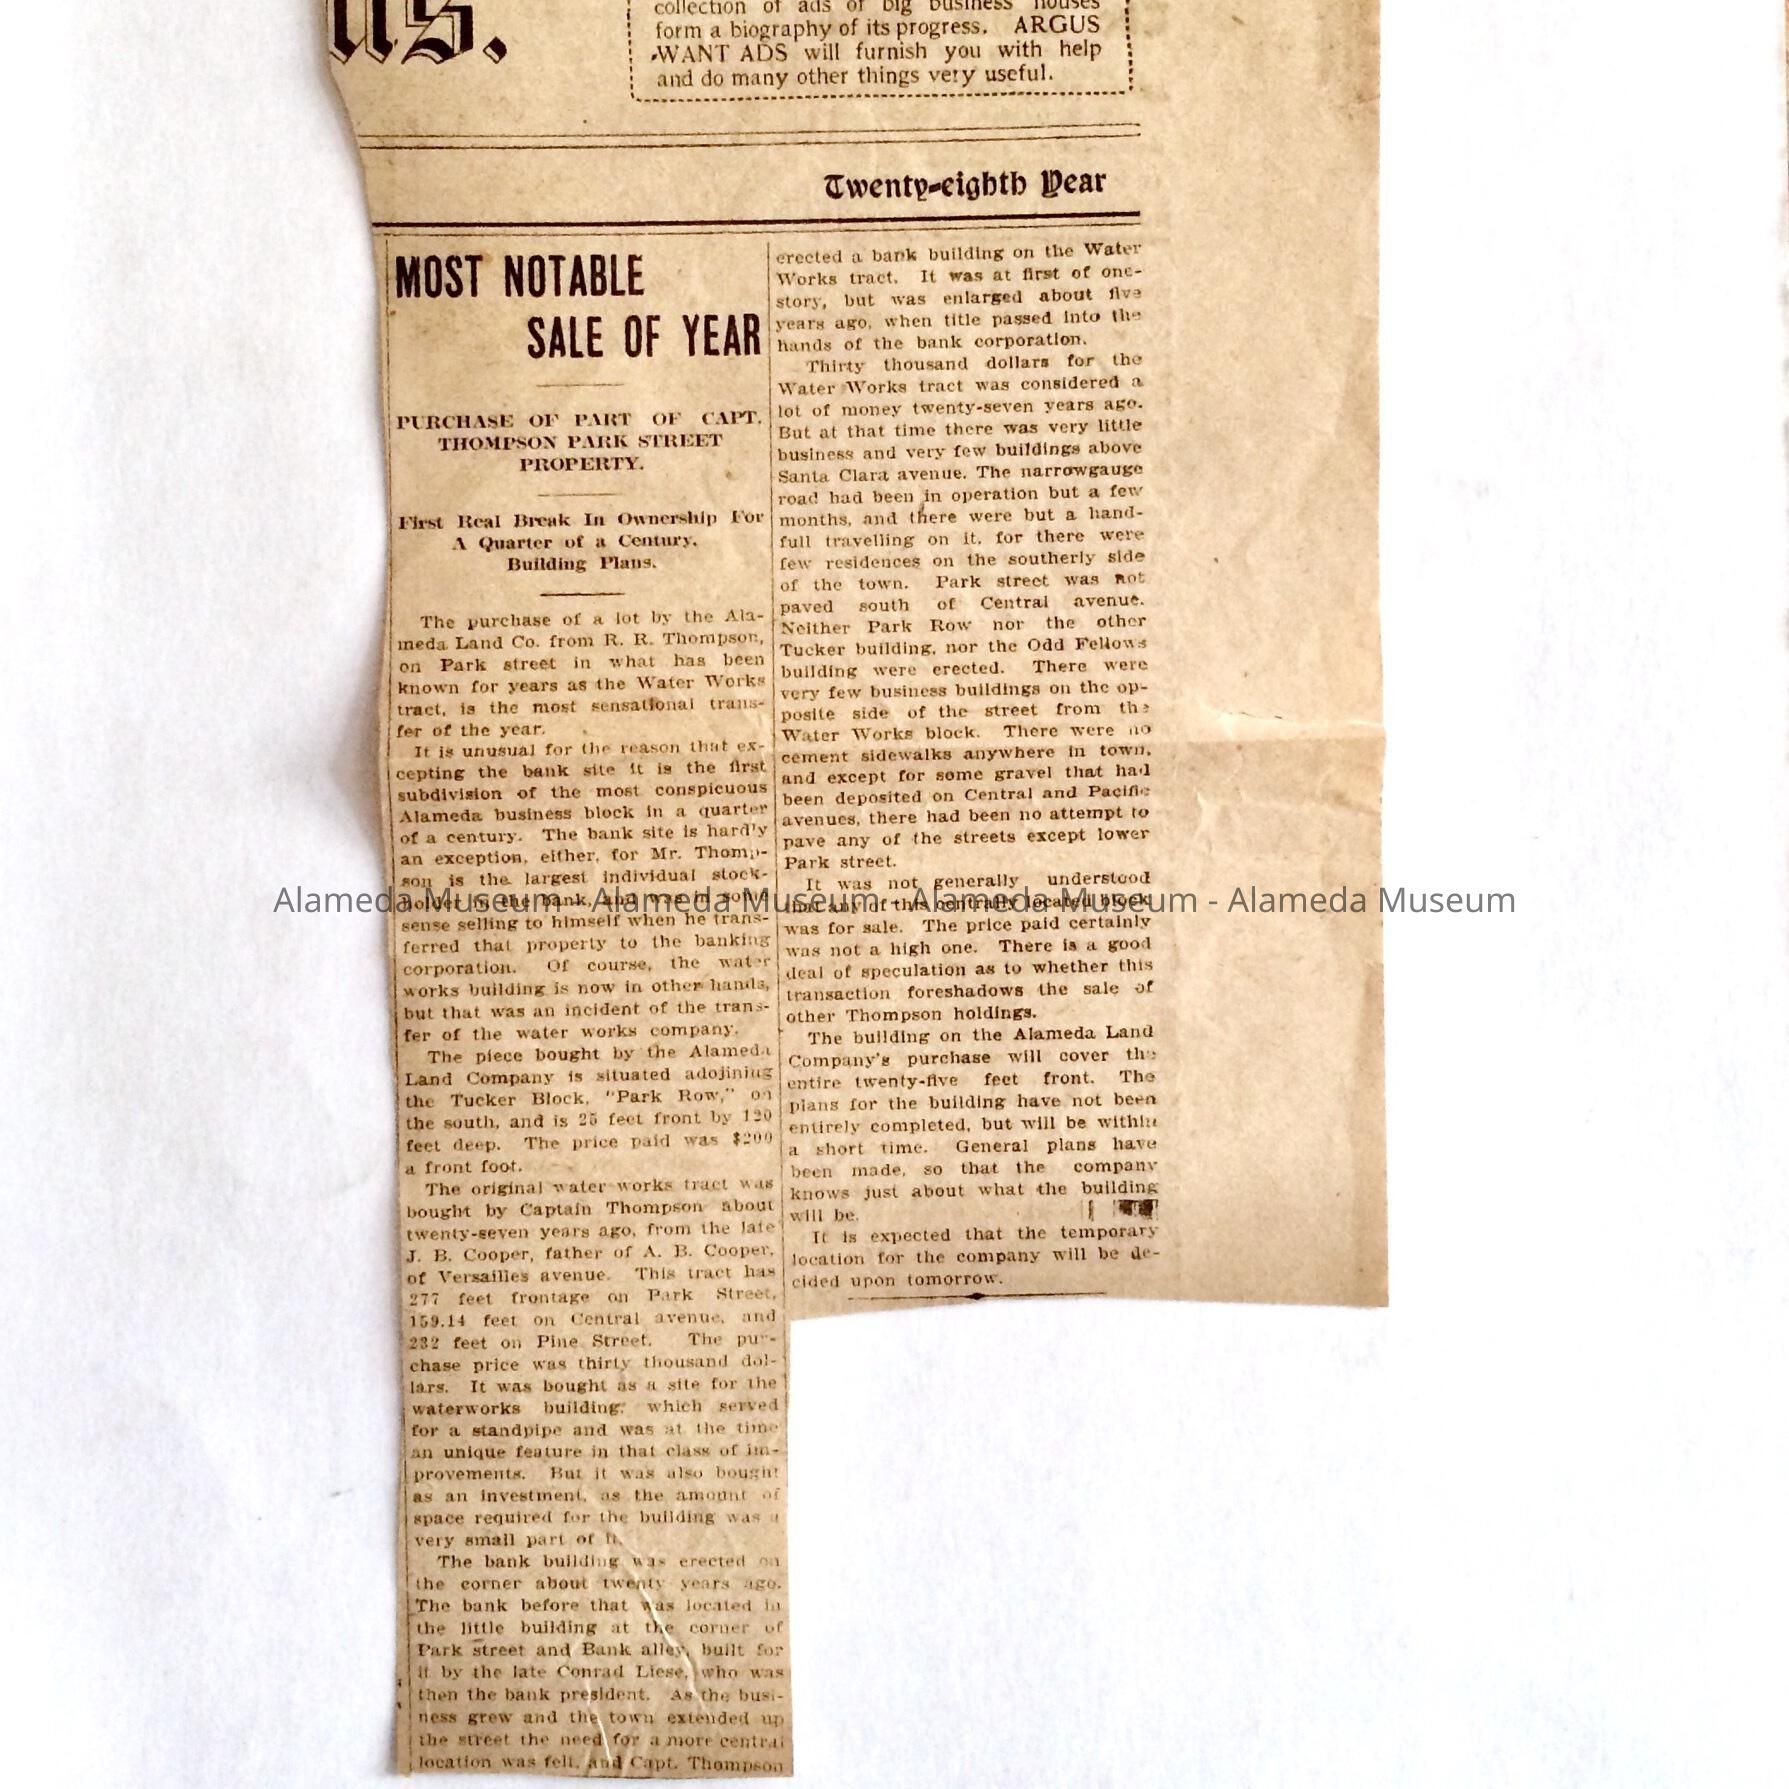 us.
collection of ads of big business houses
form a biography of its progress. ARGUS
WANT ADS will furnish you with help
and do many other things very useful.
Twenty-eighth Year
MOST NOTABLE
SALE OF YEAR
PURCHASE OF PART OF CAPT.
THOMPSON PARK STREET
PROPERTY.
First Real Break In Ownership For
A Quarter of a Century.
Building Plans.
The purchase of a lot by the Ala-
meda Land Co. from R. R. Thompson,
on Park street in what has been
known for years as the Water Works
tract, is the most sensational trans-
fer of the year.
It is unusual for the reason that ex-
cepting the bank site it is the first
subdivision of the most conspicuous
Alameda business block in a quarter
of a century. The bank site is hardly
an exception, either, for Mr. Thomp-
son is the largest individual stock-
holder in the bank, and was in some
sense selling to himself when he trans-
ferred that property to the banking
corporation. Of course, the water
works building is now in other hands,
but that was an incident of the trans-
fer of the water works company.
The piece bought by the Alameda
Land Company is situated adojining
the Tucker Block, "Park Row," on
the south, and is 25 feet front by 120
feet deep. The price paid was $200
a front foot.
The original water works tract was
bought by Captain Thompson about
twenty-seven years ago, from the late
J. B. Cooper, father of A. B. Cooper,
of Versailles avenue. This tract has
277 feet frontage on Park Street,
159.14 feet on Central avenue, and
232 feet on Pine Street. The pur-
chase price was thirty thousand dol-
lars. It was bought as a site for the
waterworks building, which served
for a standpipe and was at the time
an unique feature in that class of im-
provements. But it was also bought
as an investment, as the amount of
space required for the building was a
very small part of it.
The bank building was erected on
the corner about twenty years ago.
The bank before that was located in
the little building at the corner of
Park street and Bank alley, built for
it by the late Conrad Liese, who was
then the bank president. As the busi-
ness grew and the town extended up
the street the need for a more central
location was felt, and Capt. Thompson
erected a bank building on the Water
Works tract. It was at first of one-
story, but was enlarged about five
years ago, when title passed into the
hands of the bank corporation.
Thirty thousand dollars for the
Water Works tract was considered a
lot of money twenty-seven years ago.
But at that time there was very little
business and very few buildings above
Santa Clara avenue. The narrowgauge
road had been in operation but a few
months, and there were but a hand-
full travelling on it, for there were
few residences on the southerly side
of the town. Park street was not
paved south of Central avenue.
Neither Park Row nor the other
Tucker building, nor the Odd Fellows
building were erected. There were
very few business buildings on the op-
posite side of the street from the
Water Works block. There were no
cement sidewalks anywhere in town,
and except for some gravel that had
been deposited on Central and Pacific
avenues, there had been no attempt to
pave any of the streets except lower
Park street.
It was not generally understood
that any of this centrally located block
was for sale. The price paid certainly
was not a high one. There is a good
deal of speculation as to whether this
transaction foreshadows the sale of
other Thompson holdings.
The building on the Alameda Land
Company's purchase will cover the
entire twenty-five feet front. The
plans for the building have not been
entirely completed, but will be within
a short time. General plans have
been made, so that the company
knows just about what the building
will be.
It is expected that the temporary
location for the company will be de-
cided upon tomorrow.
Alameda Museum - Alameda Museum - Alameda Museum - Alameda Museum